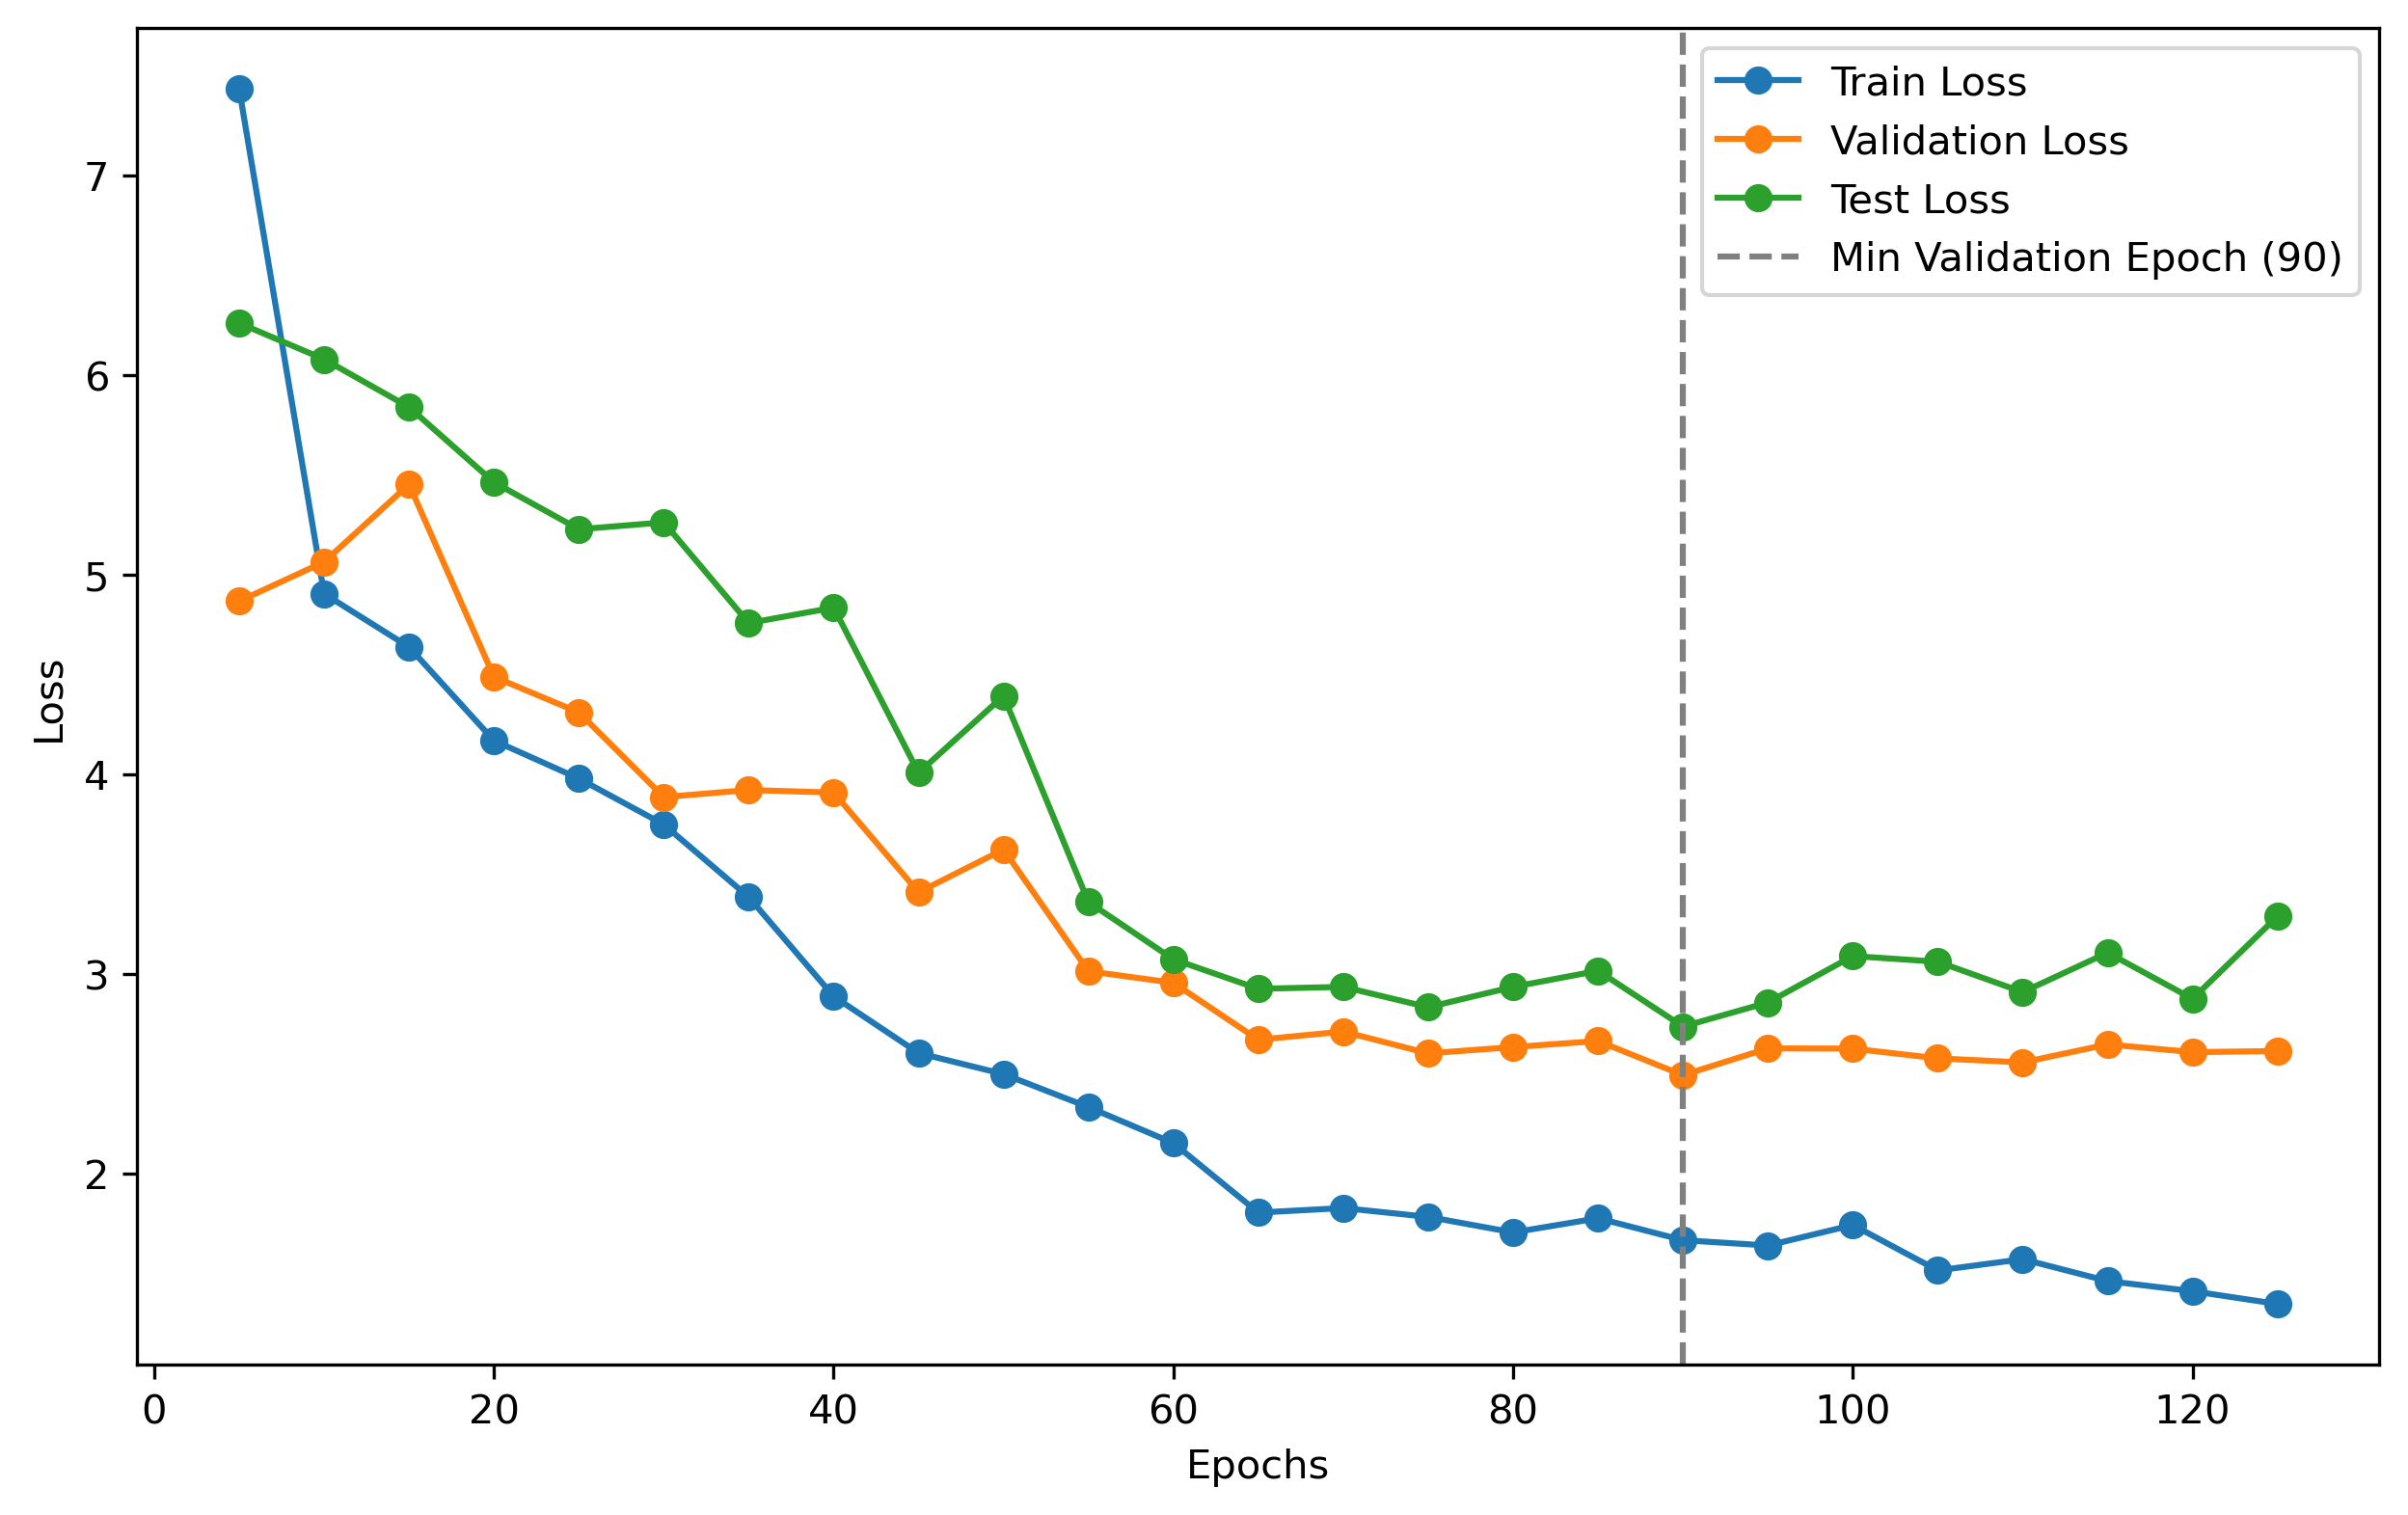 Train Loss
Validation Loss
Test Loss
Min Validation Epoch (90)
7
6
5
4
3
2
Loss
0 20 40 60 80 100 120
Epochs